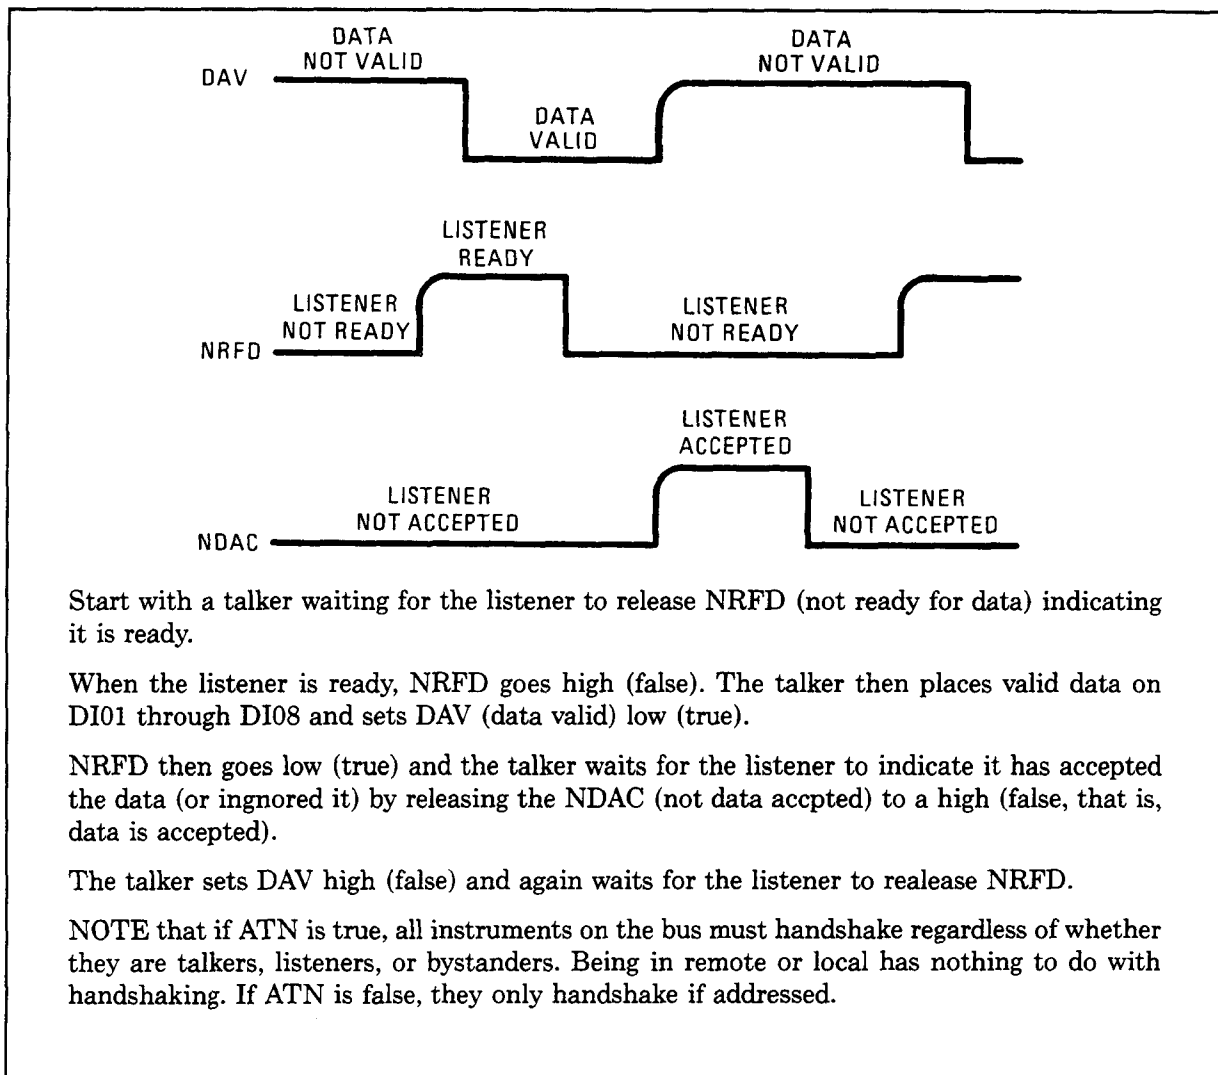 DATA
NOT VALID
DATA
NOT VALID
DAV
DATA
VALID
LISTENER
READY
LISTENER
NOT READY
LISTENER
NOT READY
NRFD
LISTENER
ACCEPTED
LISTENER
NOT ACCEPTED
LISTENER
NOT ACCEPTED
NDAC
Start with a talker waiting for the listener to release NRFD (not ready for data) indicating
it is ready.
When the listener is ready, NRFD goes high (false). The talker then places valid data on
DI01 through DI08 and sets DAV (data valid) low (true).
NRFD then goes low (true) and the talker waits for the listener to indicate it has accepted
the data (or ingnored it) by releasing the NDAC (not data accpted) to a high (false, that is,
data is accepted).
The talker sets DAV high (false) and again waits for the listener to realease NRFD.
NOTE that if ATN is true, all instruments on the bus must handshake regardless of whether
they are talkers, listeners, or bystanders. Being in remote or local has nothing to do with
handshaking. If ATN is false, they only handshake if addressed.